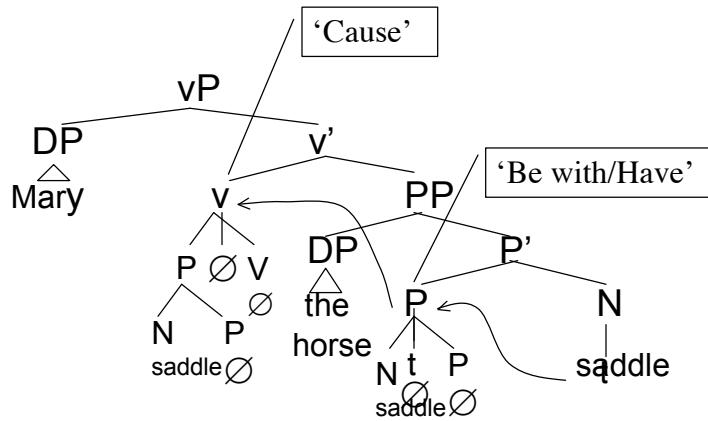 ‘Cause’
vP
DP
v’
‘Be with/Have’
Mary
v
PP
P ∅ V
DP
P’
∅
the
horse
P
N
N P
saddle ∅
N t P
∅
saddle ∅
saddle
t